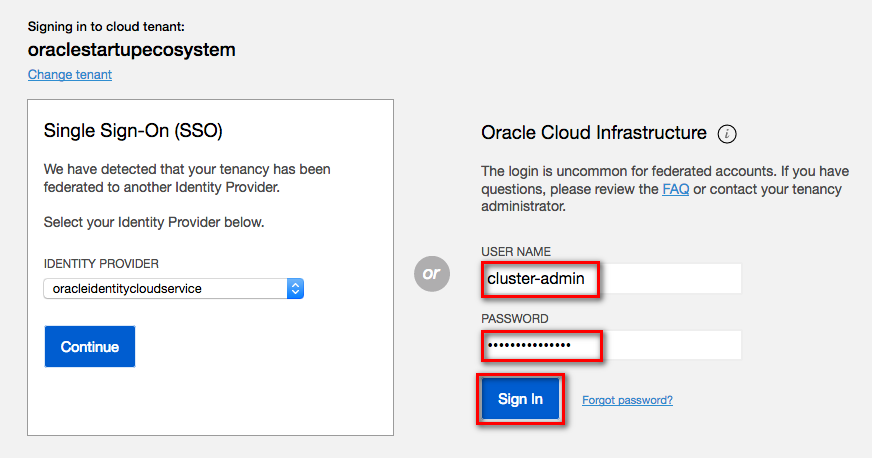 Signing in to cloud tenant:
oraclestartupecosystem
Change tenant
Single Sign-On (SSO)
We have detected that your tenancy has been
federated to another Identity Provider.
Select your Identity Provider below.
IDENTITY PROVIDER
oracleidentitycloudservice
Continue
or
Oracle Cloud Infrastructure i
The login is uncommon for federated accounts. If you have
questions, please review the FAQ or contact your tenancy
administrator.
USER NAME
cluster-admin
PASSWORD
•••••••••••••••
Sign In
Forgot password?